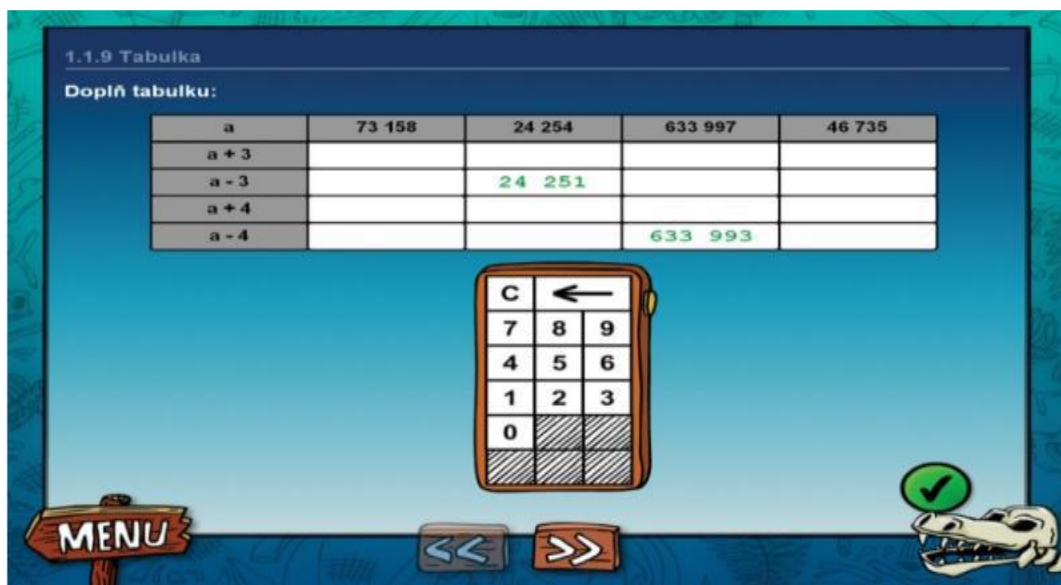 1.1.9 Tabulka
Doplň tabulku:
a 73 158 24 254 633 997 46 735
a + 3
a - 3 24 251
a + 4
a - 4 633 993
C
7 8 9
4 5 6
1 2 3
0
MENU
<< >>